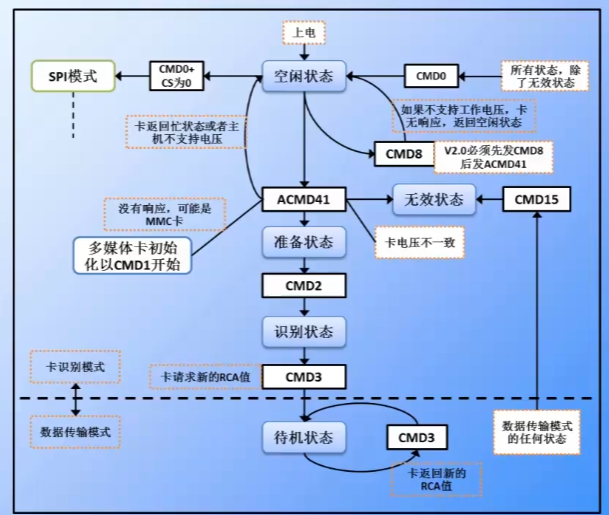 上电
SPI模式
CMD0+
CS为0
空闲状态
CMD0
所有状态，除
了无效状态
卡返回忙状态或者主
机不支持电压
如果不支持工作电压，卡
无响应，返回空闲状态
CMD8
V2.0必须先发CMD8
后发ACMD41
没有响应，可能是
MMC卡
ACMD41
无效状态
CMD15
多媒体卡初始
化以CMD1开始
准备状态
卡电压不一致
CMD2
识别状态
卡识别模式
卡请求新的RCA值
CMD3
数据传输模式
待机状态
CMD3
数据传输模式
的任何状态
卡返回新的
RCA值